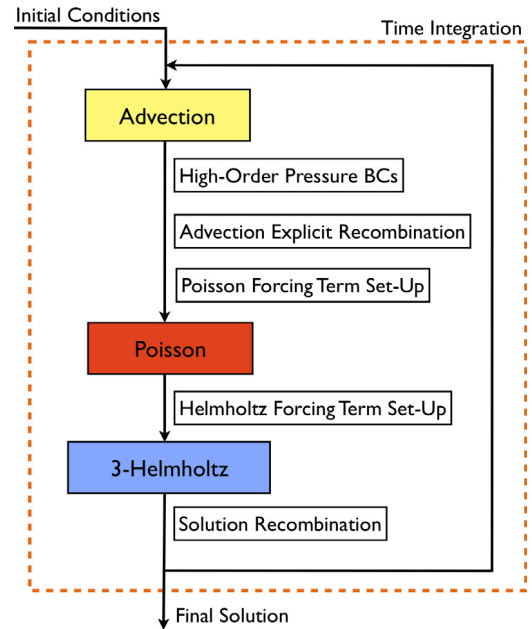 Initial Conditions
Time Integration
Advection
High-Order Pressure BCs
Advection Explicit Recombination
Poisson Forcing Term Set-Up
Poisson
Helmholtz Forcing Term Set-Up
3-Helmholtz
Solution Recombination
Final Solution